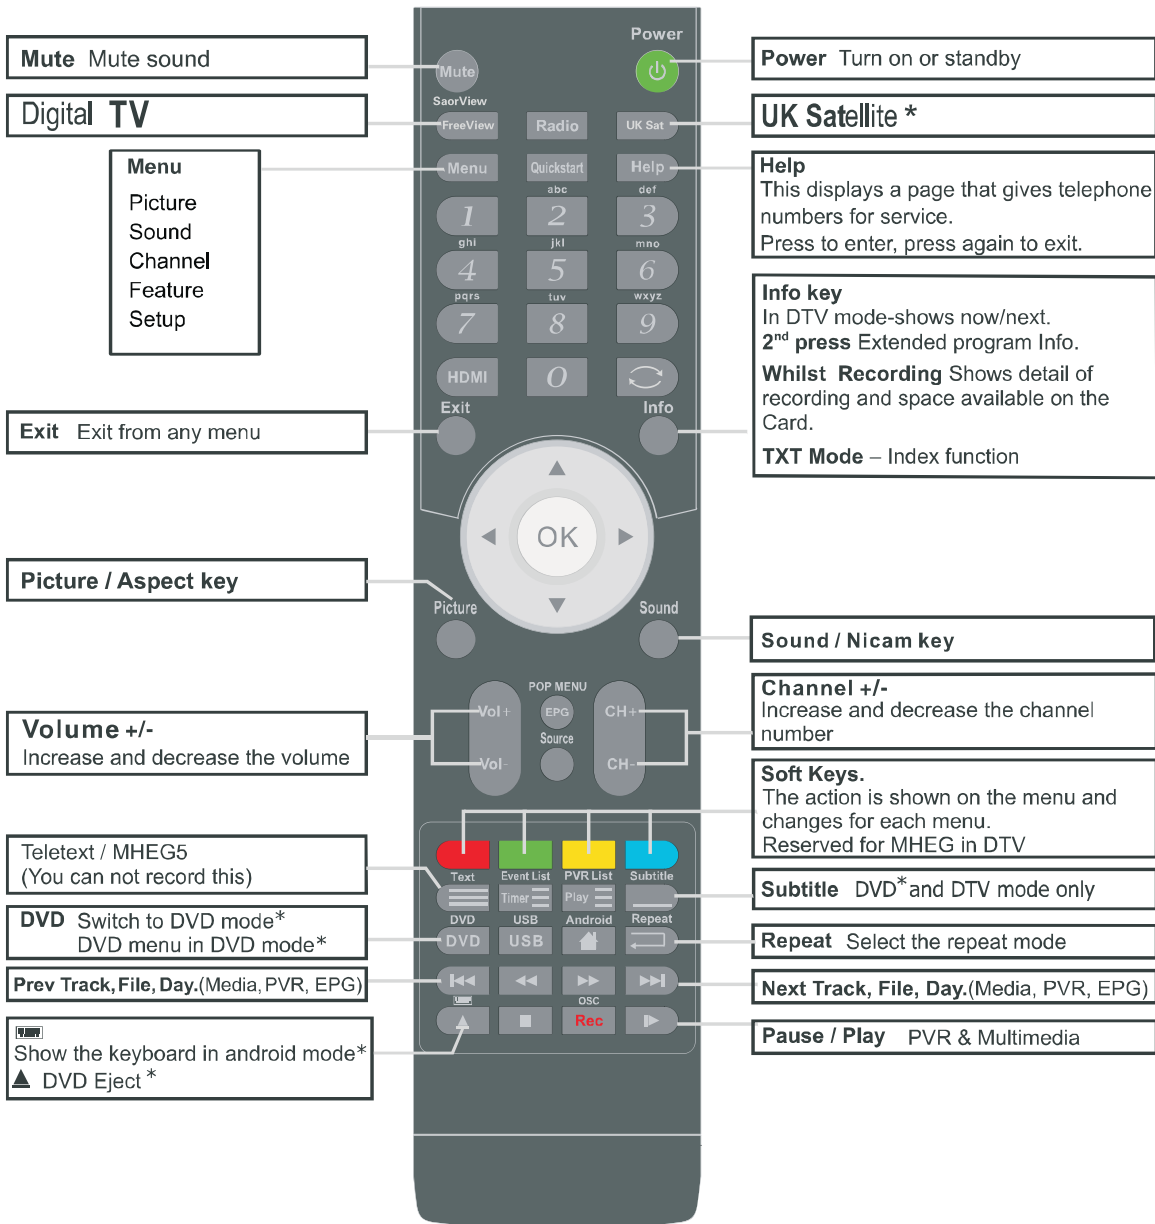 Mute Mute sound
Digital TV
Menu
Picture
Sound
Channel
Feature
Setup
Exit Exit from any menu
Picture / Aspect key
Volume +/-
Increase and decrease the volume
Teletext / MHEG5
(You can not record this)
DVD Switch to DVD mode*
DVD menu in DVD mode*
Prev Track, File, Day.(Media, PVR, EPG)
Show the keyboard in android mode*
▲ DVD Eject *
Power
Mute
SaorView
FreeView Radio UK Sat
Menu Quickstart Help
abc def
1 2 3
ghi jkl mno
4 5 6
pqrs tuv wxyz
7 8 9
HDMI 0
Exit Info
OK
Picture Sound
POP MENU
Vol+ EPG CH+
Source
Vol- CH-
Text Event List PVR List Subtitle
Timer Play
DVD USB Android Repeat
DVD USB
OSC
Rec
Power Turn on or standby
UK Satellite *
Help
This displays a page that gives telephone
numbers for service.
Press to enter, press again to exit.
Info key
In DTV mode-shows now/next.
2nd press Extended program Info.
Whilst Recording Shows detail of
recording and space available on the
Card.
TXT Mode – Index function
Sound / Nicam key
Channel +/-
Increase and decrease the channel
number
Soft Keys.
The action is shown on the menu and
changes for each menu.
Reserved for MHEG in DTV
Subtitle DVD* and DTV mode only
Repeat Select the repeat mode
Next Track, File, Day.(Media, PVR, EPG)
Pause / Play PVR & Multimedia